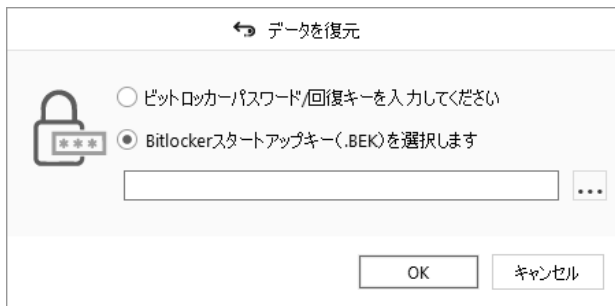 データを復元
ビットロッカーパスワード/回復キーを入力してください
***
Bitlockerスタートアップキー(.BEK)を選択します
...
OK キャンセル